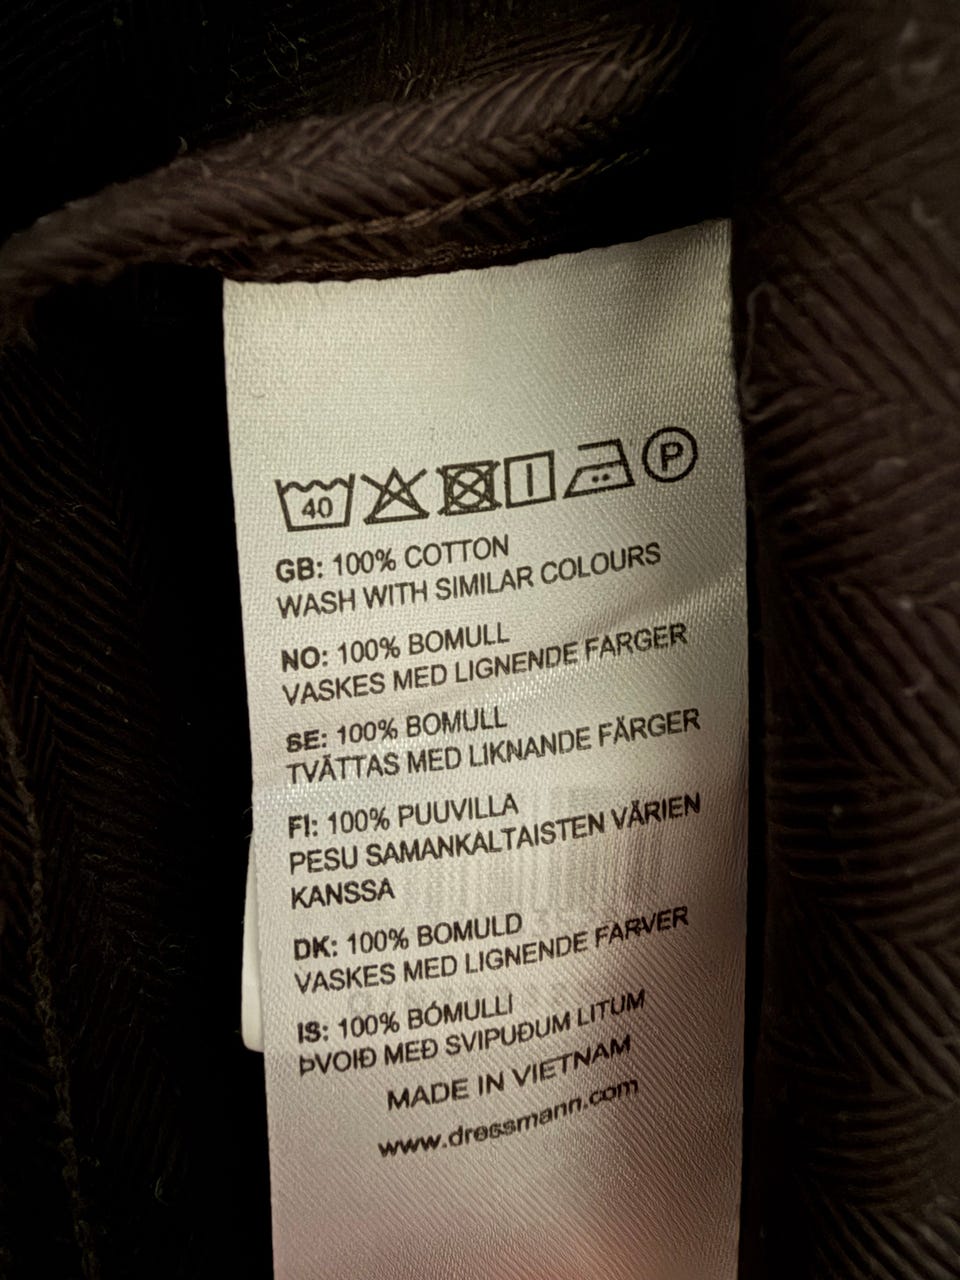 40 P
GB: 100% COTTON
WASH WITH SIMILAR COLOURS
NO: 100% BOMULL
VASKES MED LIGNENDE FARGER
SE: 100% BOMULL
TVÄTTAS MED LIKNANDE FÄRGER
FI: 100% PUUVILLA
PESU SAMANKALTAISTEN VÄRIEN
KANSSA
DK: 100% BOMULD
VASKES MED LIGNENDE FARVER
IS: 100% BÓMULLI
ÞVOIÐ MEÐ SVIPUÐUM LITUM
MADE IN VIETNAM
www.dressmann.com